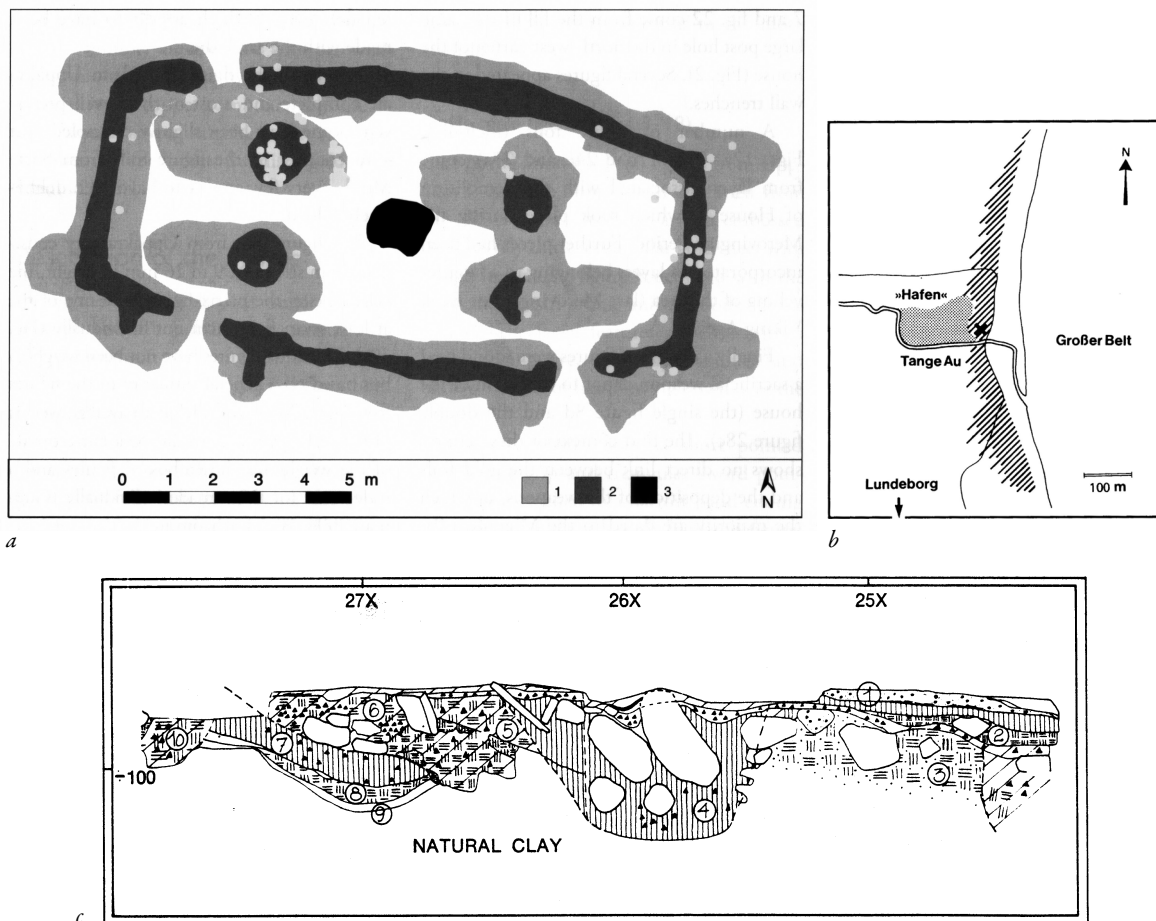 0 1 2 3 4 5 m
1 2 3
N
a
N
»Hafen«
Tange Au
Großer Belt
Lundeborg
100 m
b
27X 26X 25X
1
6
10 7 5 2
3
÷100
8 4
9
NATURAL CLAY
c